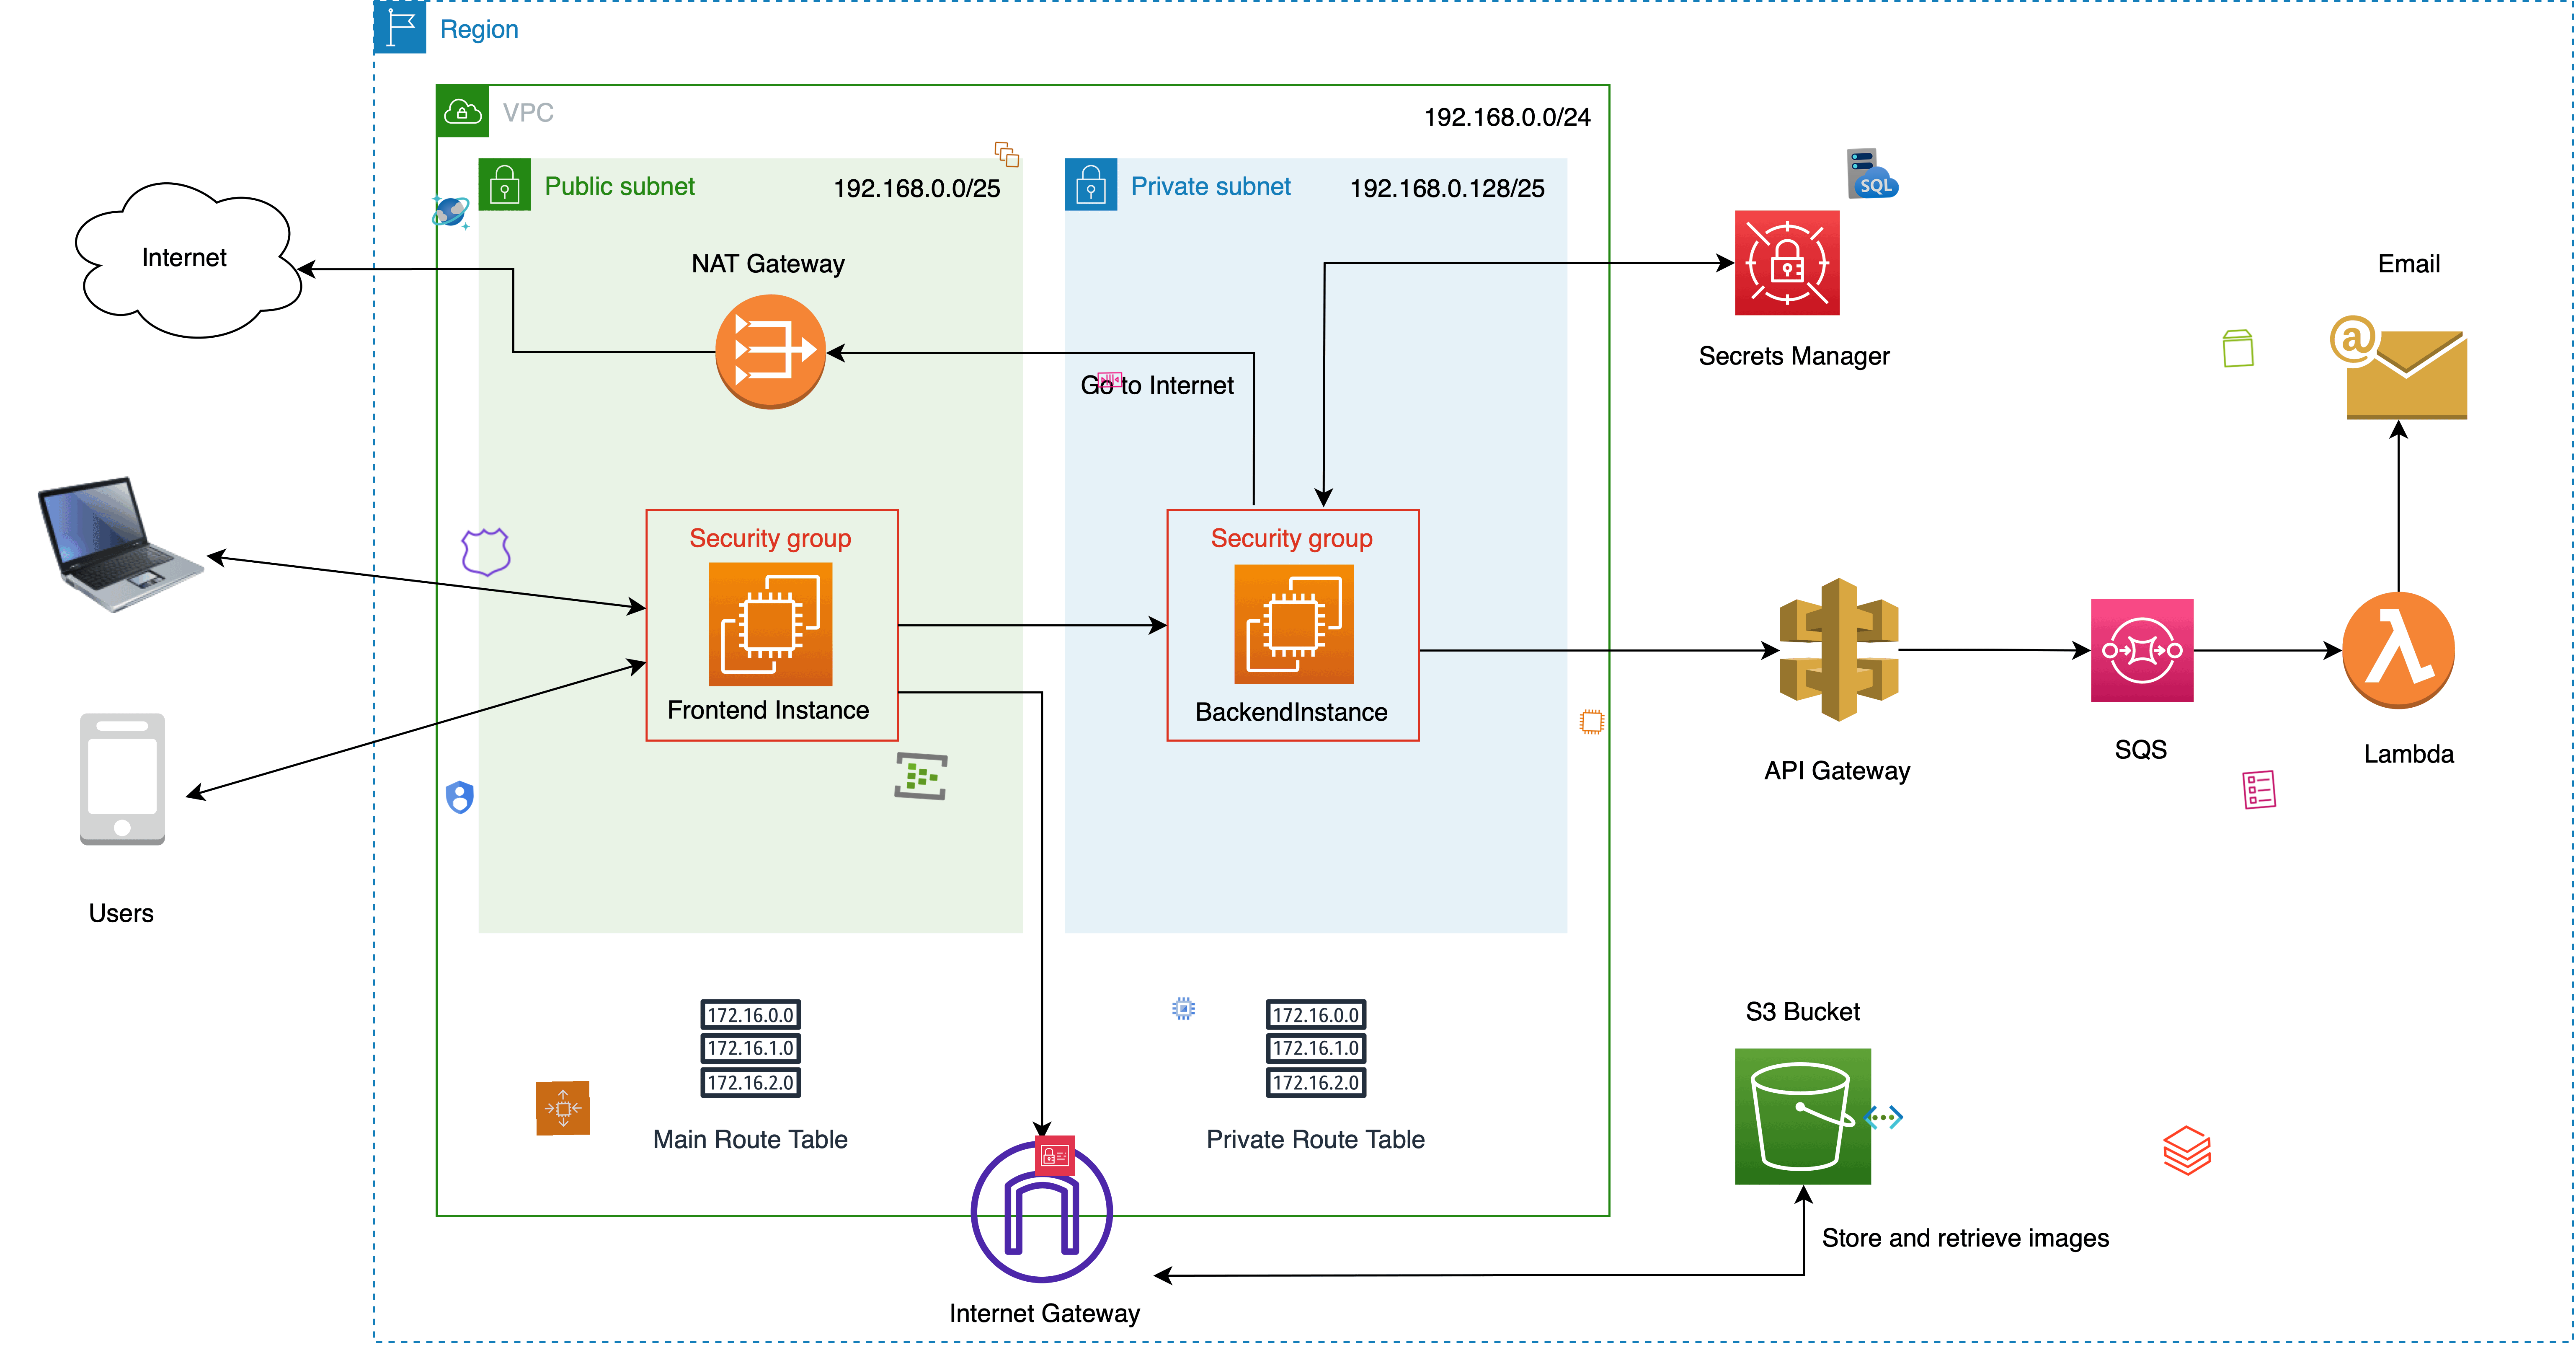 Region
VPC
192.168.0.0/24
Public subnet
192.168.0.0/25
Private subnet
192.168.0.128/25
SQL
Internet
NAT Gateway
Email
@
Secrets Manager
Go to Internet
Security group
Security group
Frontend Instance
BackendInstance
API Gateway
SQS
Lambda
Users
172.16.0.0
172.16.1.0
172.16.2.0
Main Route Table
172.16.0.0
172.16.1.0
172.16.2.0
Private Route Table
S3 Bucket
Store and retrieve images
Internet Gateway